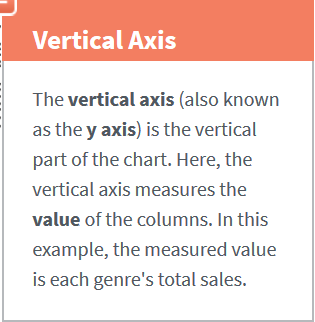 Vertical Axis
The vertical axis (also known
as the y axis) is the vertical
part of the chart. Here, the
vertical axis measures the
value of the columns. In this
example, the measured value
is each genre's total sales.